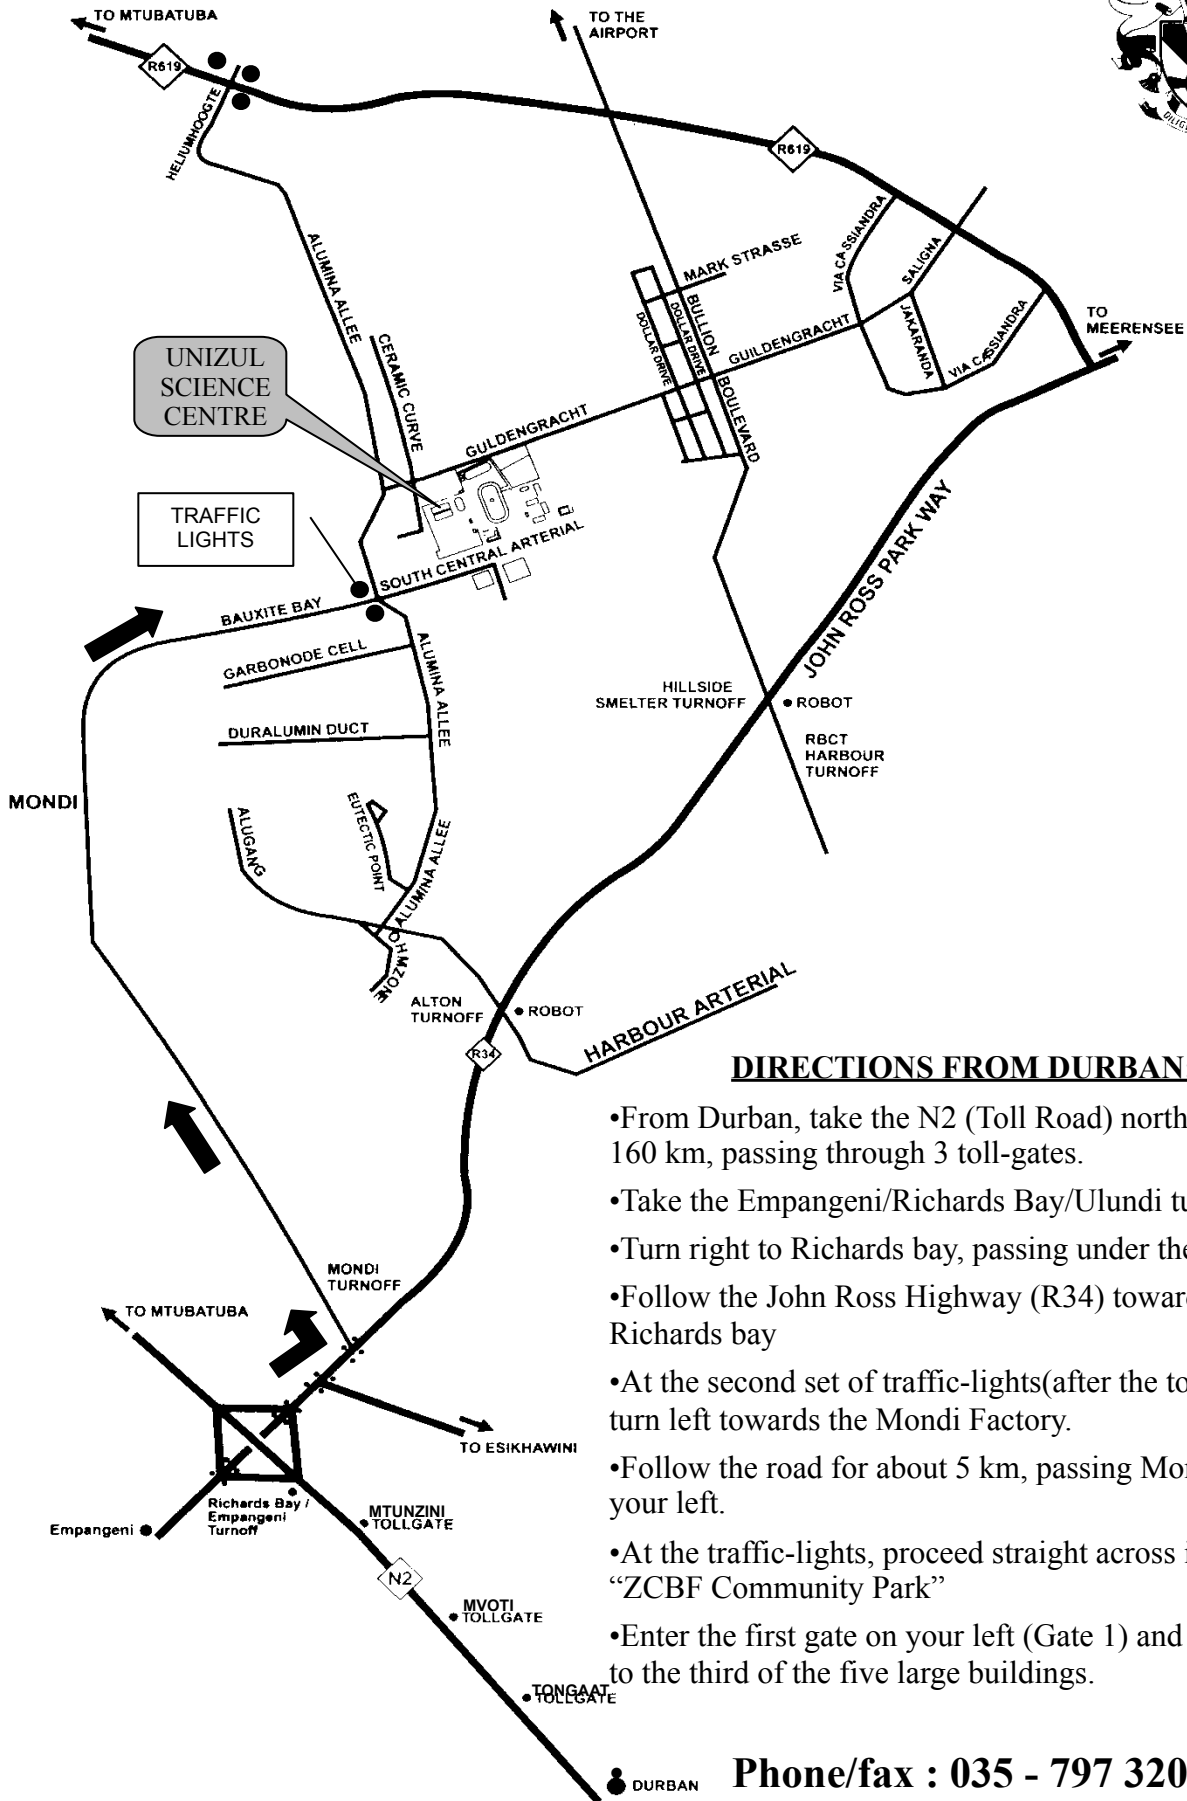 TO MTUBATUBA
TO THE
AIRPORT
R619
HELIUMHOOGTE
R619
ALUMINA ALLEE
MARK STRASSE
VIA CASSIANDRA
SALIGNA
BULLION
BOULEVARD
DOLLAR DRIVE
DOLLAR DRIVE
GUILDENGRACHT
JAKARANDA
VIA CASSIANDRA
TO
MEERENSEE
UNIZUL
SCIENCE
CENTRE
CERAMIC CURVE
GULDENGRACHT
TRAFFIC
LIGHTS
SOUTH CENTRAL ARTERIAL
BAUXITE BAY
JOHN ROSS PARK WAY
GARBONODE CELL
ALUMINA ALLEE
HILLSIDE
SMELTER TURNOFF
ROBOT
DURALUMIN DUCT
RBCT
HARBOUR
TURNOFF
MONDI
ALUGANG
EUTECTIC POINT
ALUMINA ALLEE
OHMZONE
ALTON
TURNOFF
ROBOT
HARBOUR ARTERIAL
R34
DIRECTIONS FROM DURBAN
•From Durban, take the N2 (Toll Road) north
160 km, passing through 3 toll-gates.
•Take the Empangeni/Richards Bay/Ulundi
•Turn right to Richards bay, passing under the
•Follow the John Ross Highway (R34)
Richards bay
•At the second set of traffic-lights(after the
turn left towards the Mondi Factory.
•Follow the road for about 5 km, passing
your left.
•At the traffic-lights, proceed straight across
“ZCBF Community Park”
•Enter the first gate on your left (Gate 1) and
to the third of the five large buildings.
MONDI
TURNOFF
TO MTUBATUBA
TO ESIKHAWINI
Richards Bay /
Empangeni
Turnoff
Empangeni
MTUNZINI
TOLLGATE
N2
MVOTI
TOLLGATE
TONGAAT
TOLLGATE
DURBAN
Phone/fax : 035 - 797 320